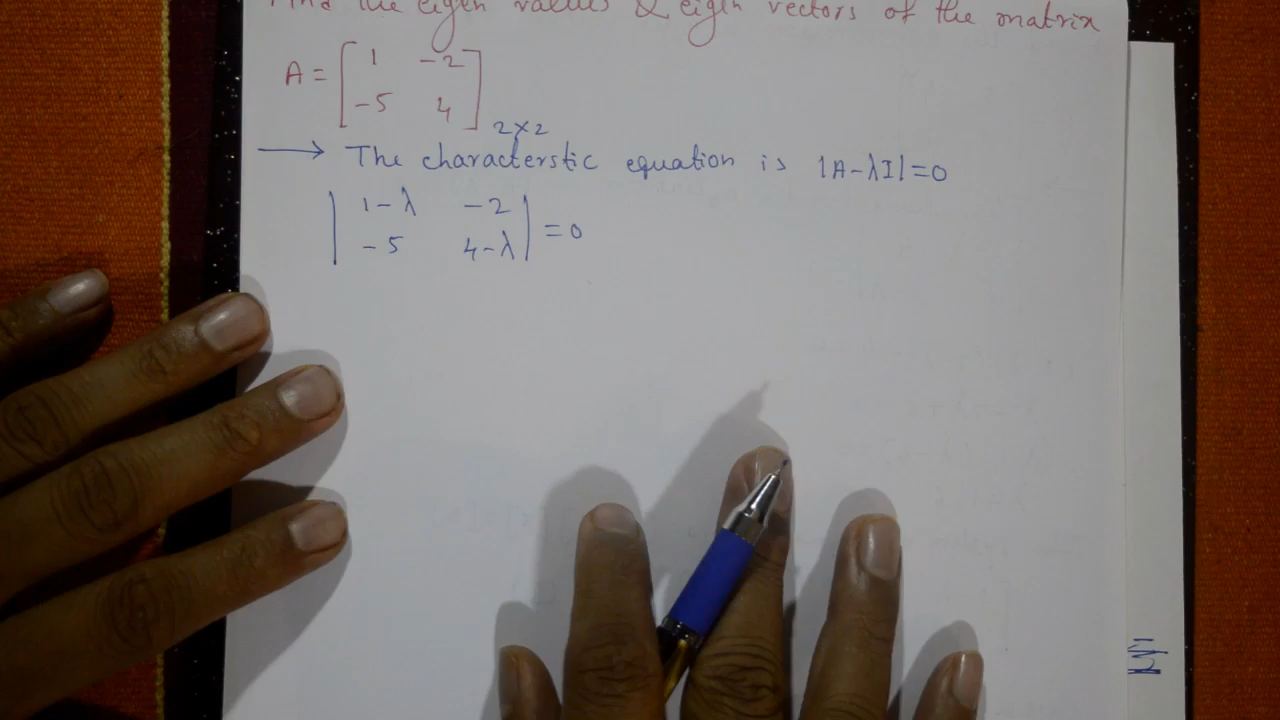 Find the eigen values & eigen vectors of the matrix
A = [ 1 -2
-5 4 ] 2×2
→ The characterstic equation is |A-λI|=0
| 1-λ -2
-5 4-λ | = 0